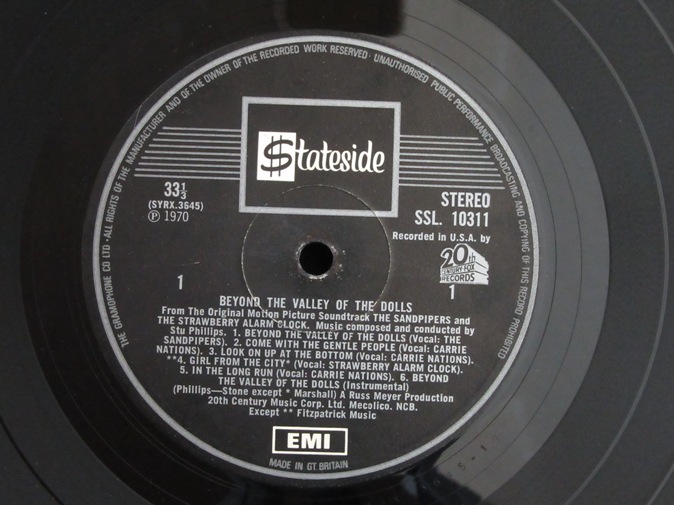 THE GRAMOPHONE CO LTD · ALL RIGHTS OF THE MANUFACTURER AND OF THE OWNER OF THE RECORDED WORK RESERVED · UNAUTHORISED PUBLIC PERFORMANCE BROADCASTING AND COPYING OF THIS RECORD PROHIBITED
$tateside
33⅓
(SYRX.3645)
Ⓟ 1970
STEREO
SSL. 10311
Recorded in U.S.A. by
20th
CENTURY-FOX
RECORDS
1
1
BEYOND THE VALLEY OF THE DOLLS
From The Original Motion Picture Soundtrack THE SANDPIPERS and
THE STRAWBERRY ALARM CLOCK. Music composed and conducted by
Stu Phillips. 1. BEYOND THE VALLEY OF THE DOLLS (Vocal: THE
SANDPIPERS). 2. COME WITH THE GENTLE PEOPLE (Vocal: CARRIE
NATIONS). 3. LOOK ON UP AT THE BOTTOM (Vocal: CARRIE NATIONS).
**4. GIRL FROM THE CITY* (Vocal: STRAWBERRY ALARM CLOCK).
5. IN THE LONG RUN (Vocal: CARRIE NATIONS). 6. BEYOND
THE VALLEY OF THE DOLLS (Instrumental)
(Phillips—Stone except * Marshall) A Russ Meyer Production
20th Century Music Corp. Ltd. Mecolico. NCB.
Except ** Fitzpatrick Music
EMI
MADE IN GT BRITAIN